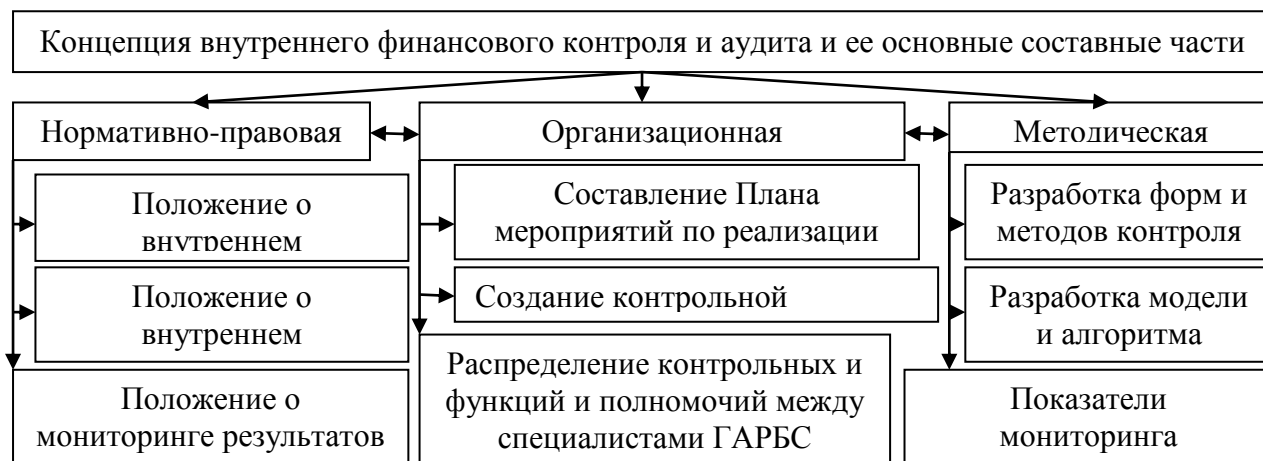 Концепция внутреннего финансового контроля и аудита и ее основные составные части
Нормативно-правовая
Организационная
Методическая
Положение о
внутреннем
Положение о
внутреннем
Положение о
мониторинге результатов
Составление Плана
мероприятий по реализации
Создание контрольной
Распределение контрольных и
функций и полномочий между
специалистами ГАРБС
Разработка форм и
методов контроля
Разработка модели
и алгоритма
Показатели
мониторинга